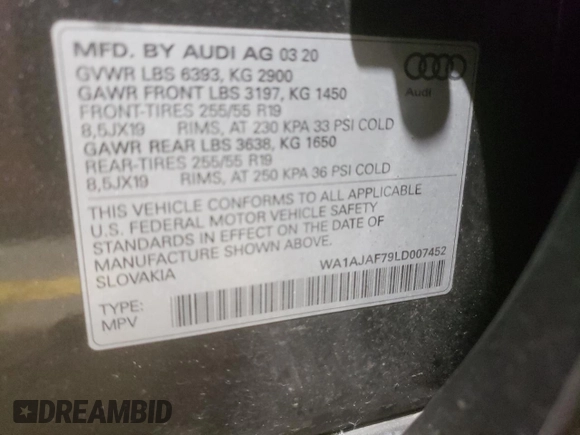 MFD. BY AUDI AG 03 20
GVWR LBS 6393, KG 2900
GAWR FRONT LBS 3197, KG 1450
FRONT-TIRES 255/55 R19
8,5JX19 RIMS, AT 230 KPA 33 PSI COLD
GAWR REAR LBS 3638, KG 1650
REAR-TIRES 255/55 R19
8,5JX19 RIMS, AT 250 KPA 36 PSI COLD
Audi
THIS VEHICLE CONFORMS TO ALL APPLICABLE
U.S. FEDERAL MOTOR VEHICLE SAFETY
STANDARDS IN EFFECT ON THE DATE OF
MANUFACTURE SHOWN ABOVE.
SLOVAKIA
WA1AJAF79LD007452
TYPE:
MPV
DREAMBID